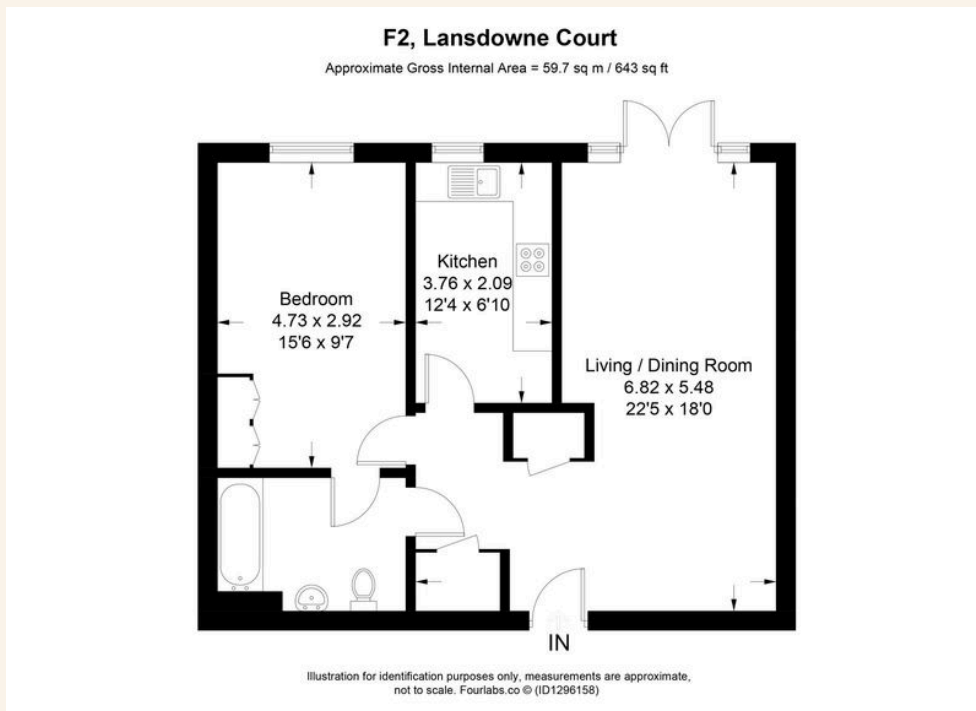 F2, Lansdowne Court
Approximate Gross Internal Area = 59.7 sq m / 643 sq ft
Kitchen
3.76 x 2.09
12'4 x 6'10
Bedroom
4.73 x 2.92
15'6 x 9'7
Living / Dining Room
6.82 x 5.48
22'5 x 18'0
IN
Illustration for identification purposes only, measurements are approximate,
not to scale. Fourlabs.co © (ID1296158)